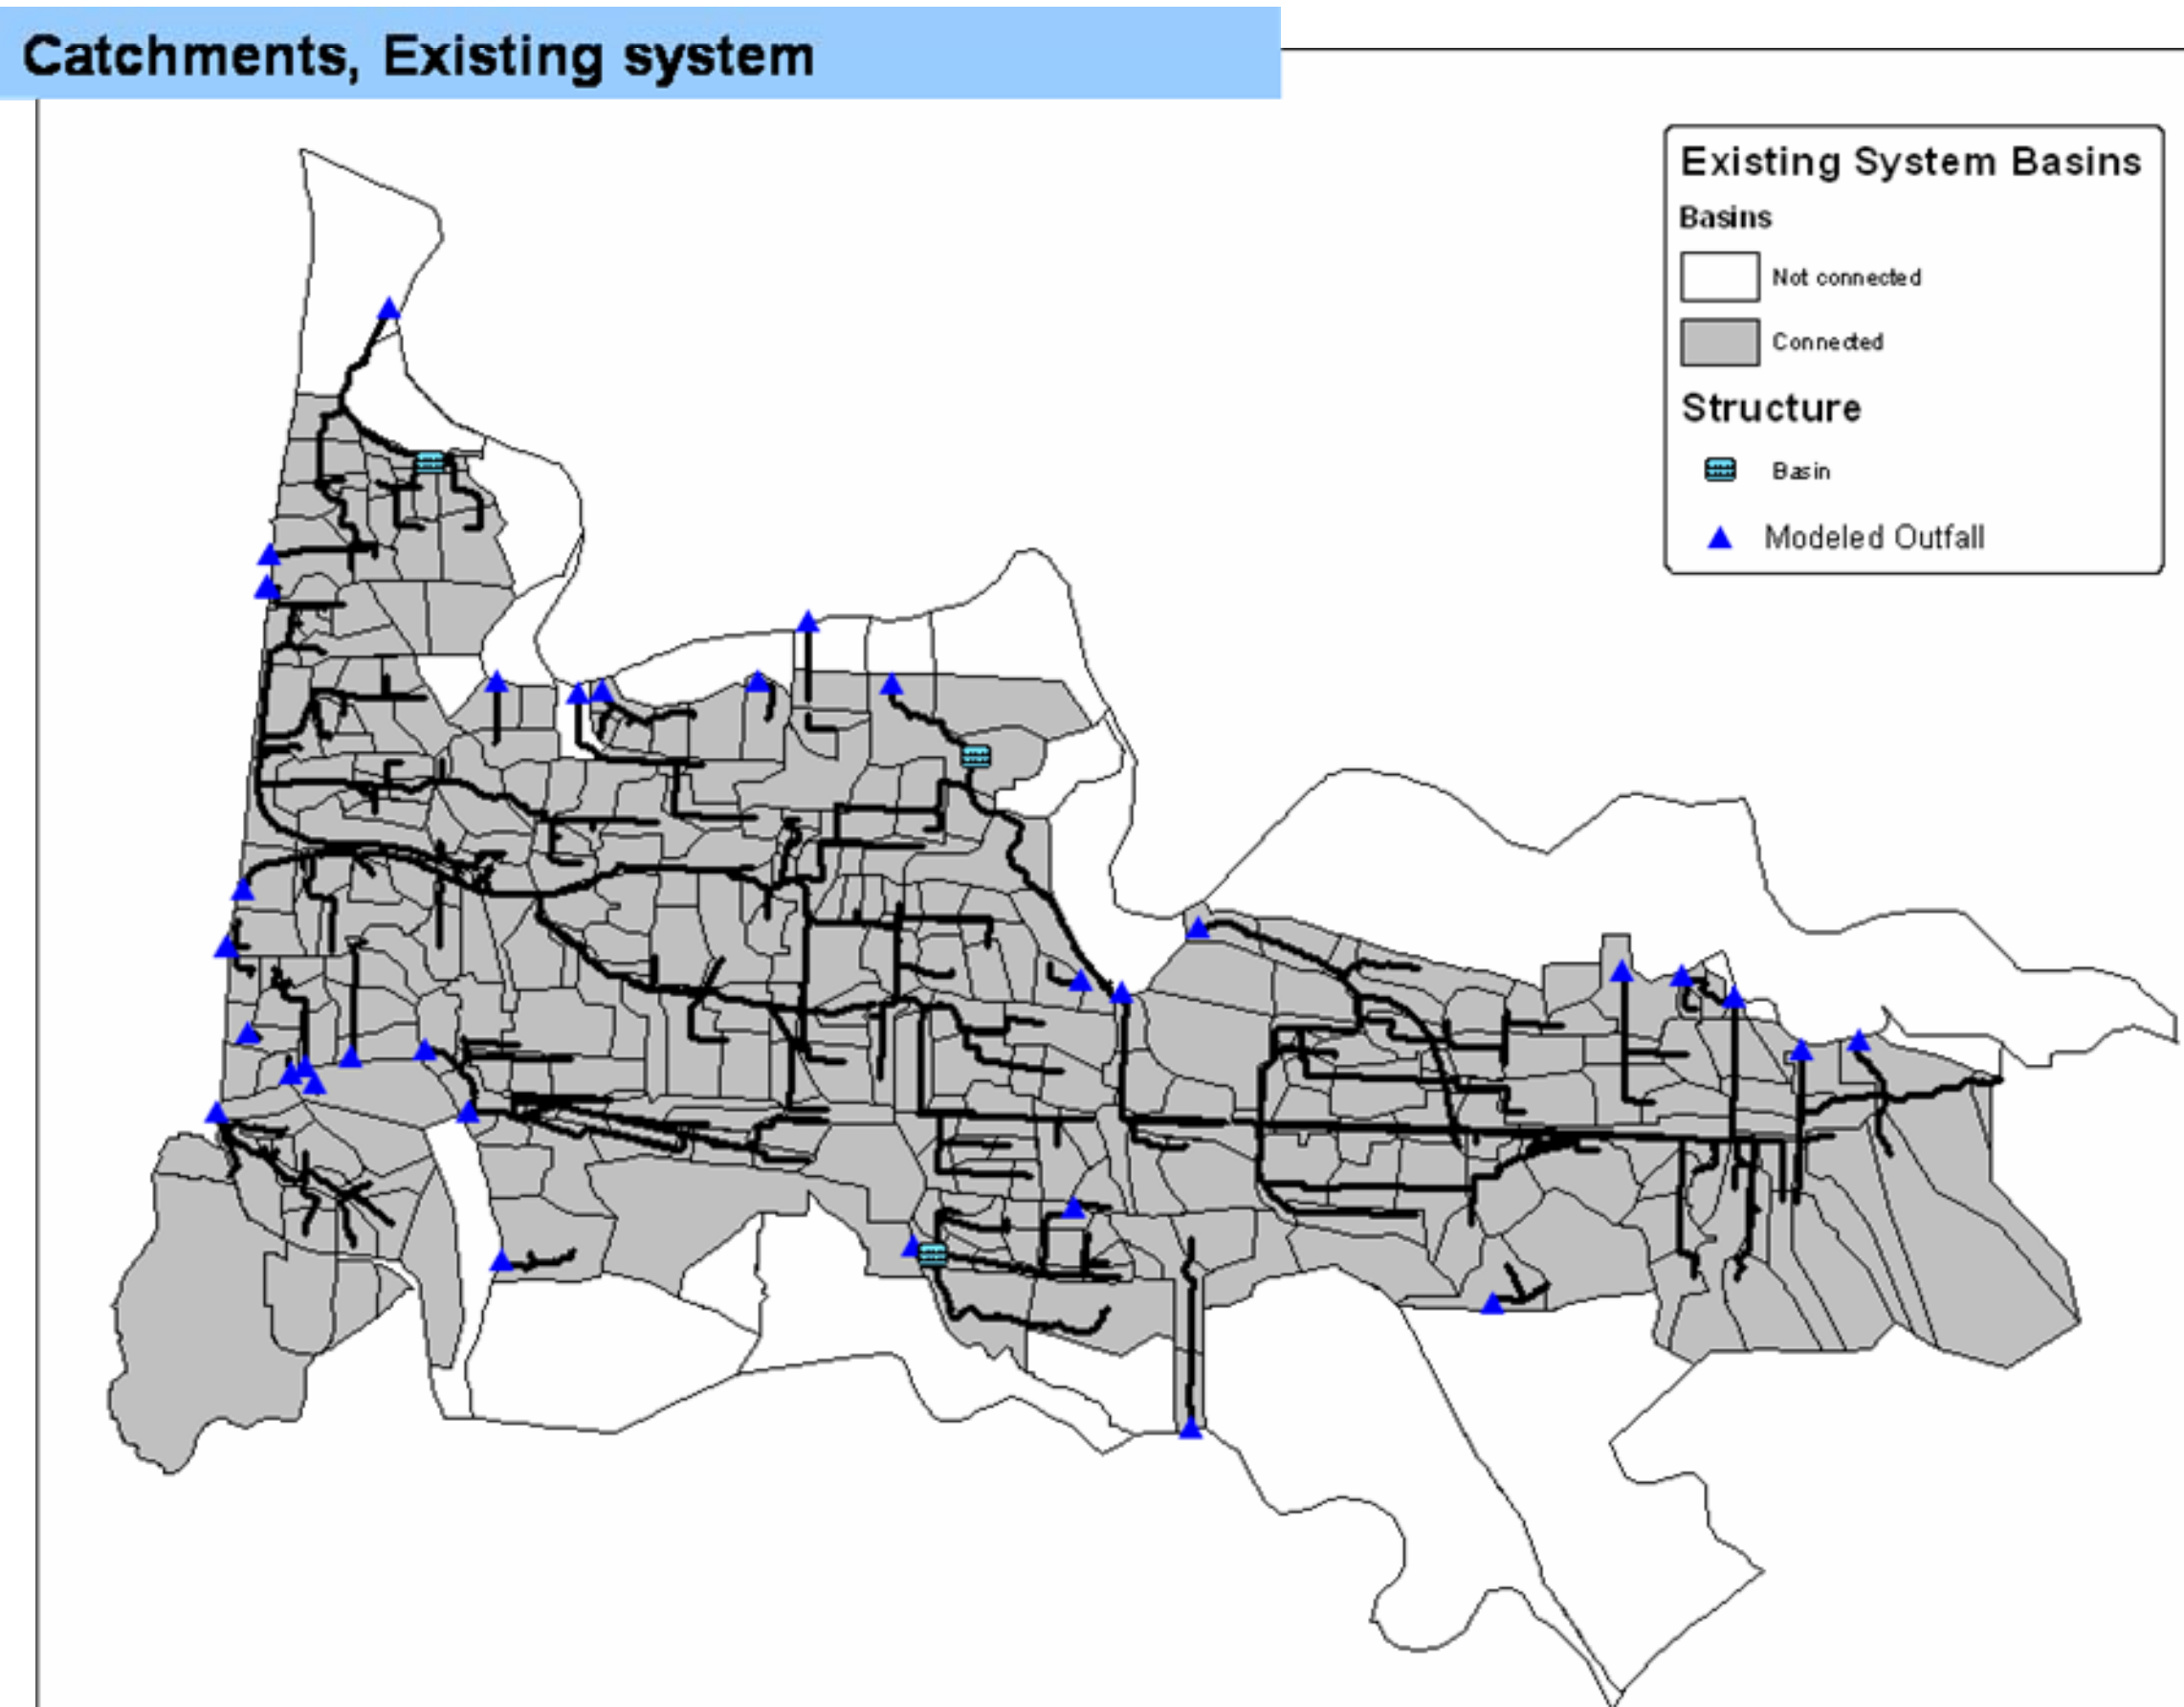 Catchments, Existing system
Existing System Basins
Basins
Not connected
Connected
Structure
Basin
Modeled Outfall